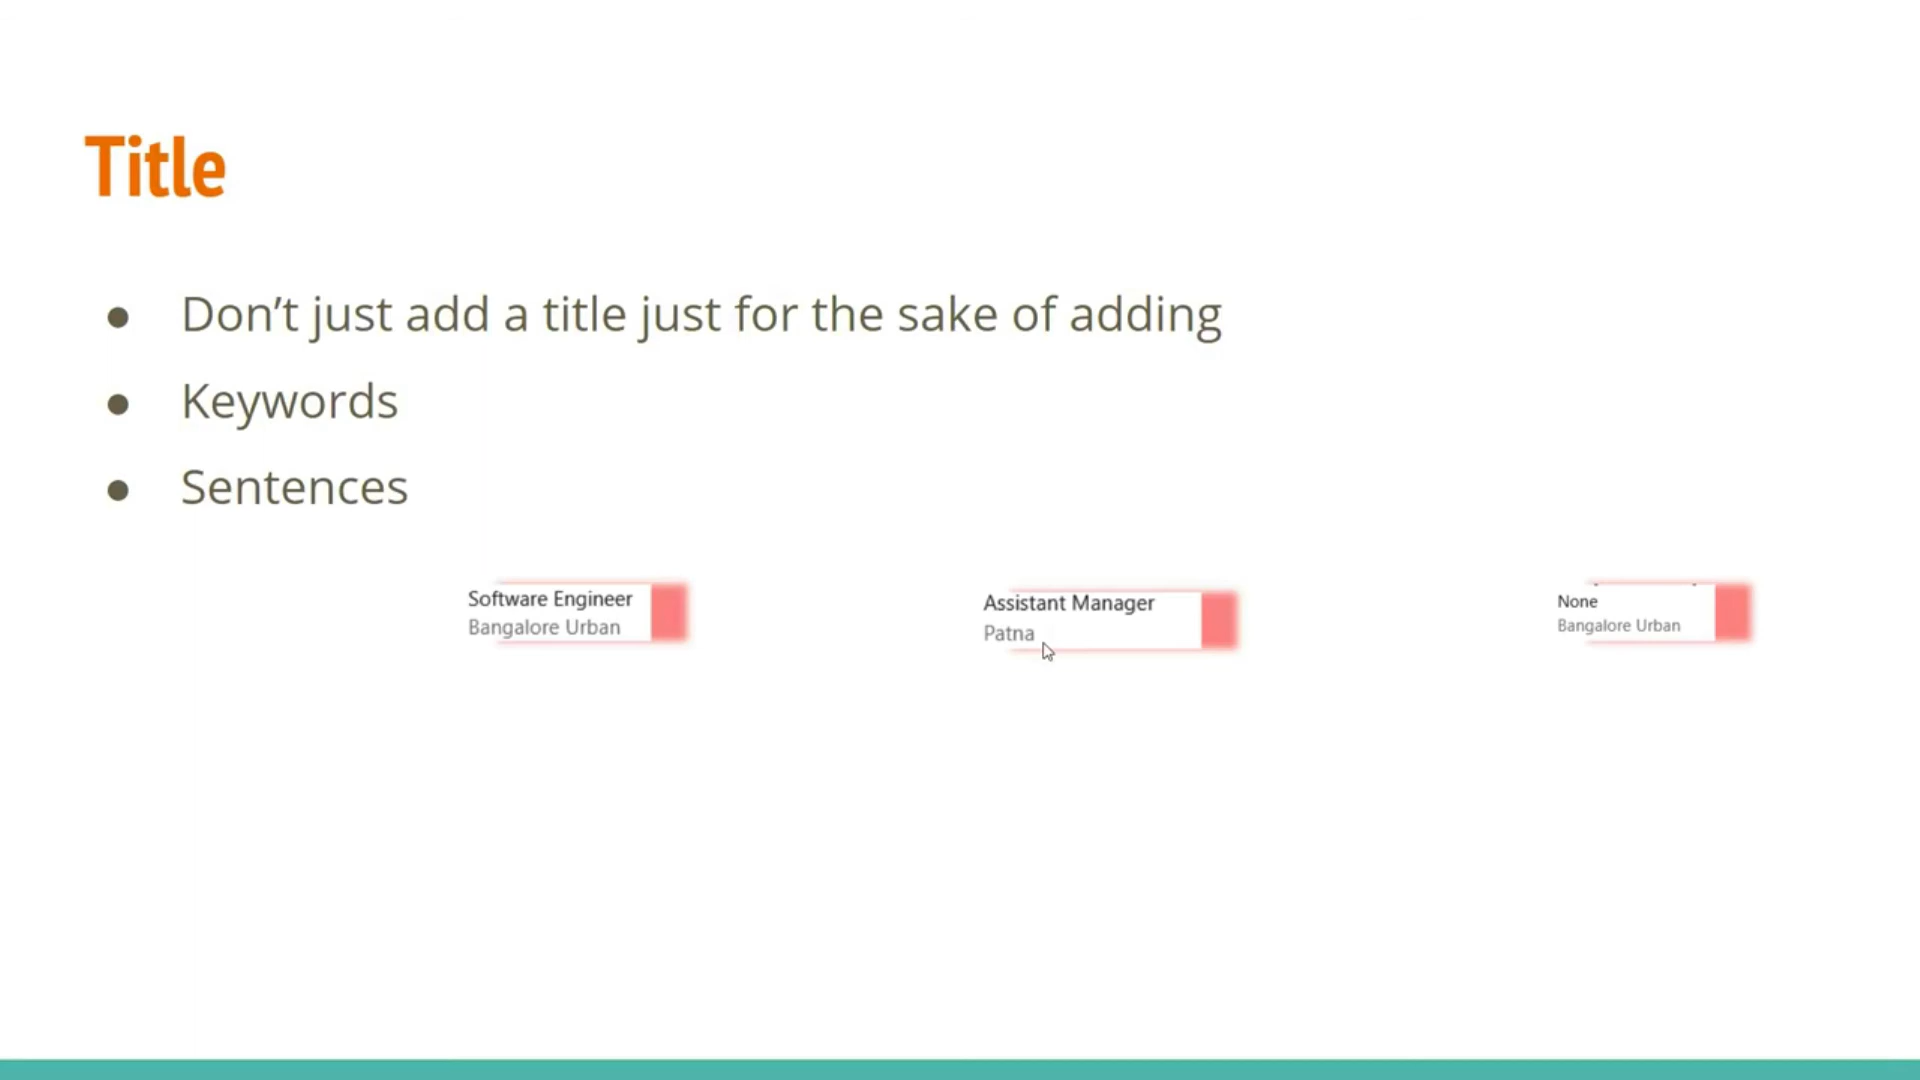 Title
● Don’t just add a title just for the sake of adding
● Keywords
● Sentences
Software Engineer
Bangalore Urban
Assistant Manager
Patna
None
Bangalore Urban